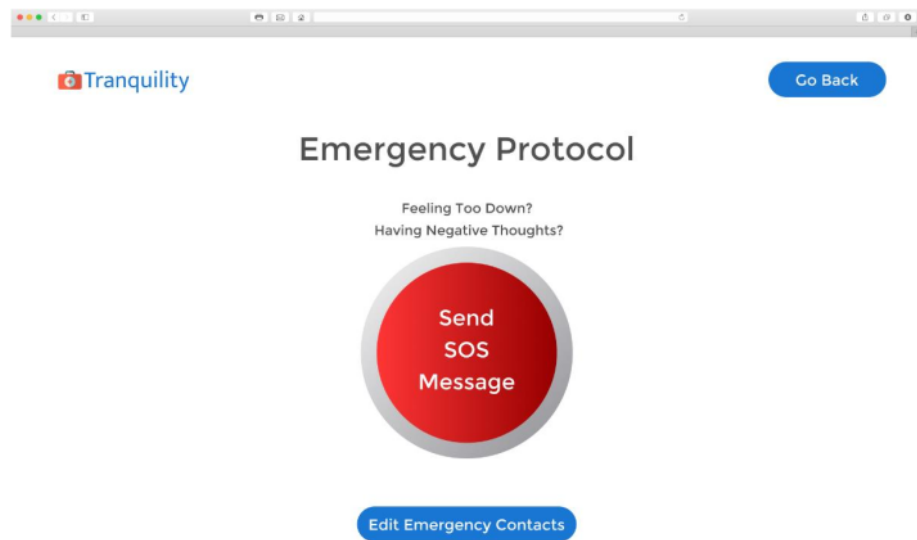 Tranquility
Go Back
Emergency Protocol
Feeling Too Down?
Having Negative Thoughts?
Send
SOS
Message
Edit Emergency Contacts